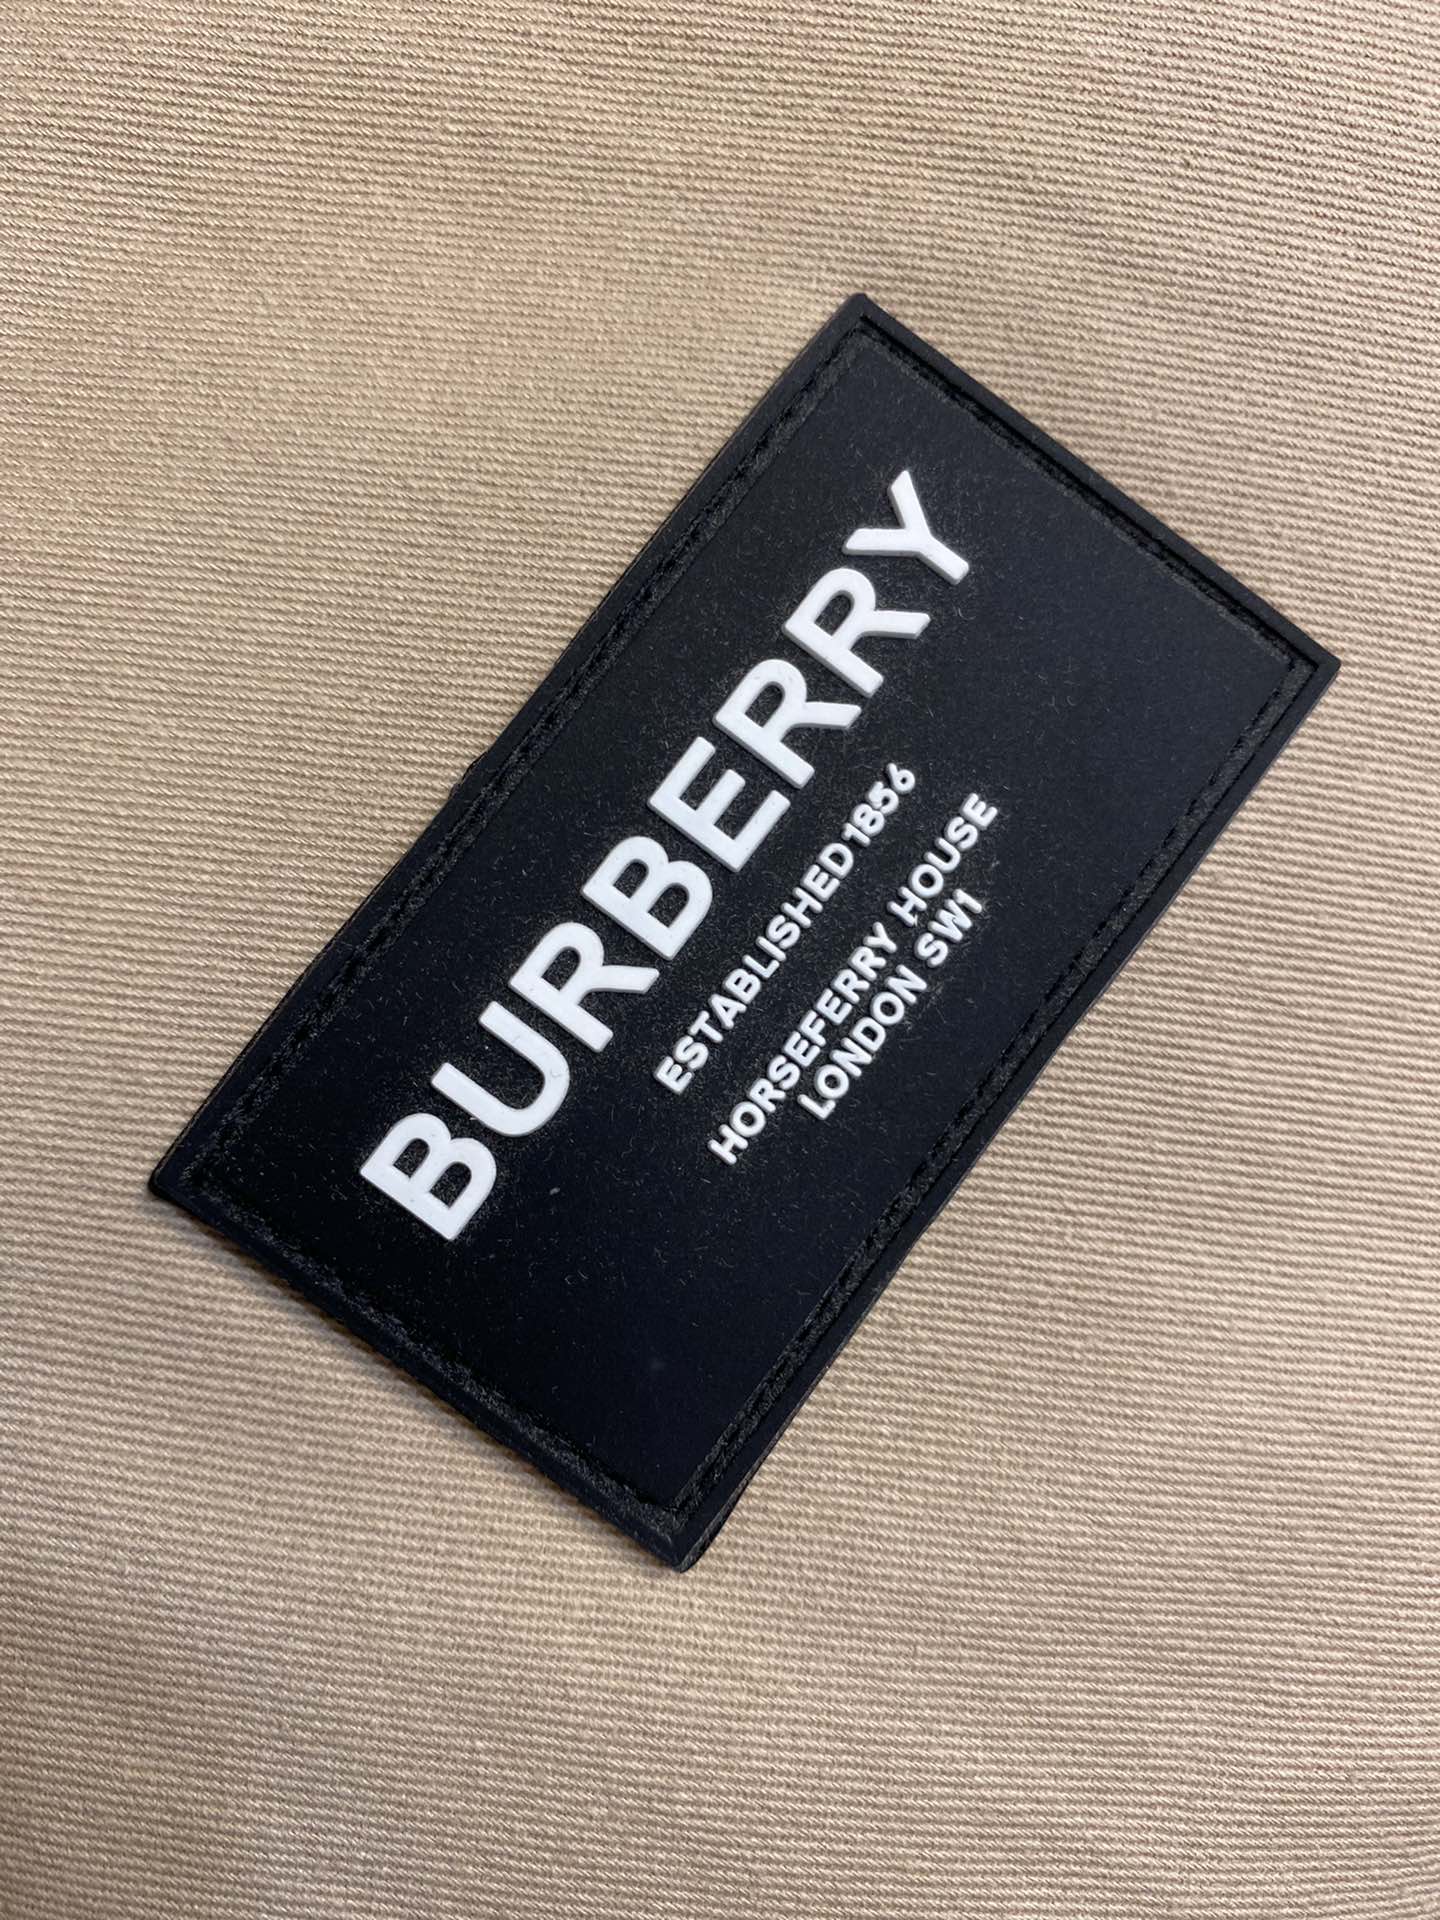 BURBERRY
ESTABLISHED 1856
HORSEFERRY HOUSE
LONDON SW1